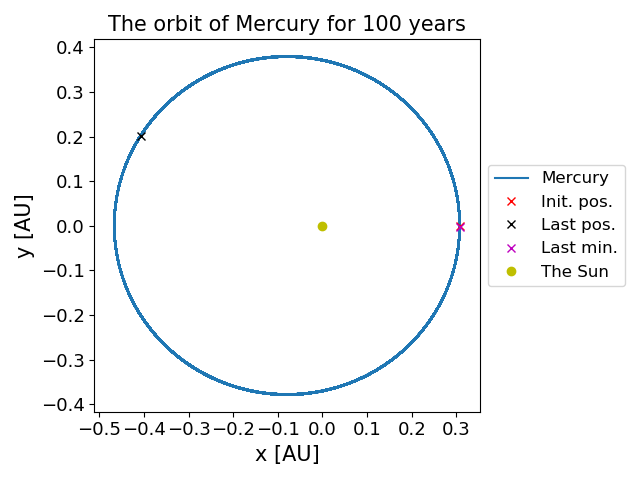 The orbit of Mercury for 100 years
y [AU]
0.4
0.3
0.2
0.1
0.0
−0.1
−0.2
−0.3
−0.4
−0.5 −0.4 −0.3 −0.2 −0.1 0.0 0.1 0.2 0.3
x [AU]
Mercury
Init. pos.
Last pos.
Last min.
The Sun